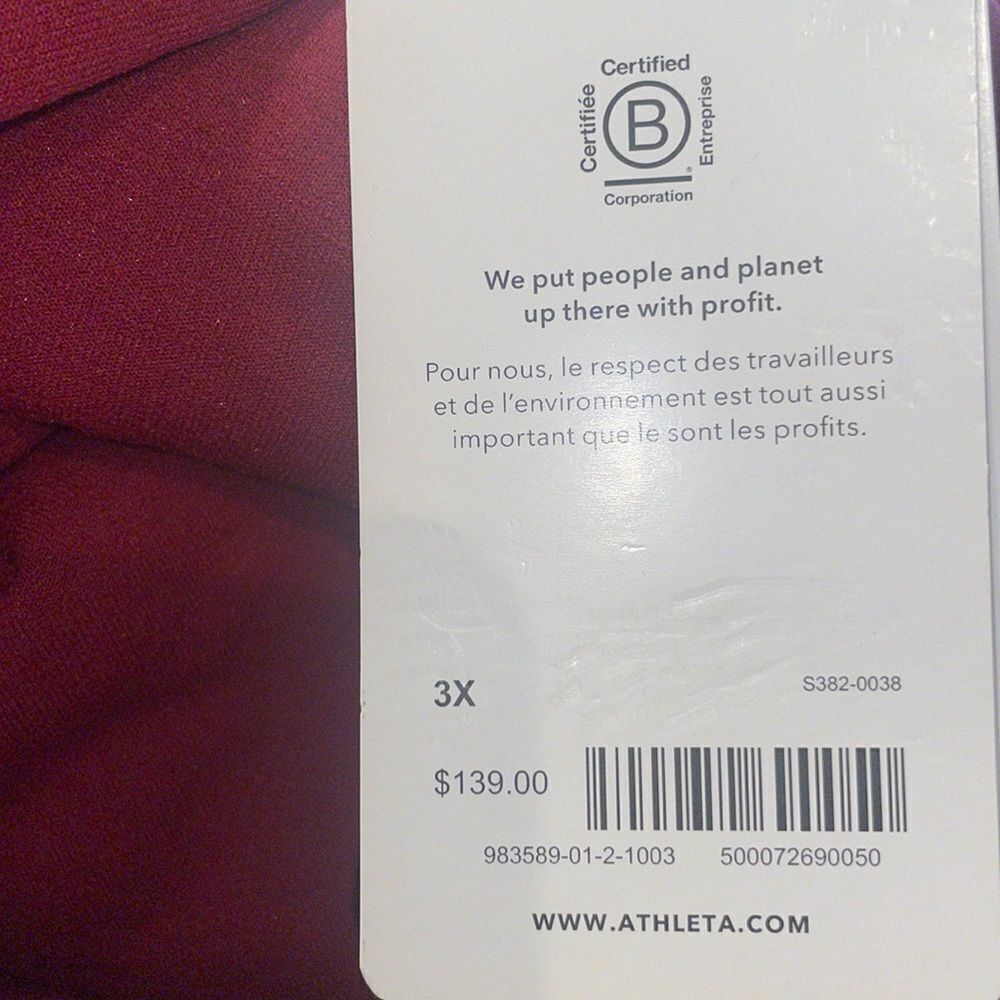 Certified
Certifiée
B
Entreprise
Corporation
We put people and planet
up there with profit.
Pour nous, le respect des travailleurs
et de l'environnement est tout aussi
important que le sont les profits.
3X
S382-0038
$139.00
983589-01-2-1003 500072690050
WWW.ATHLETA.COM